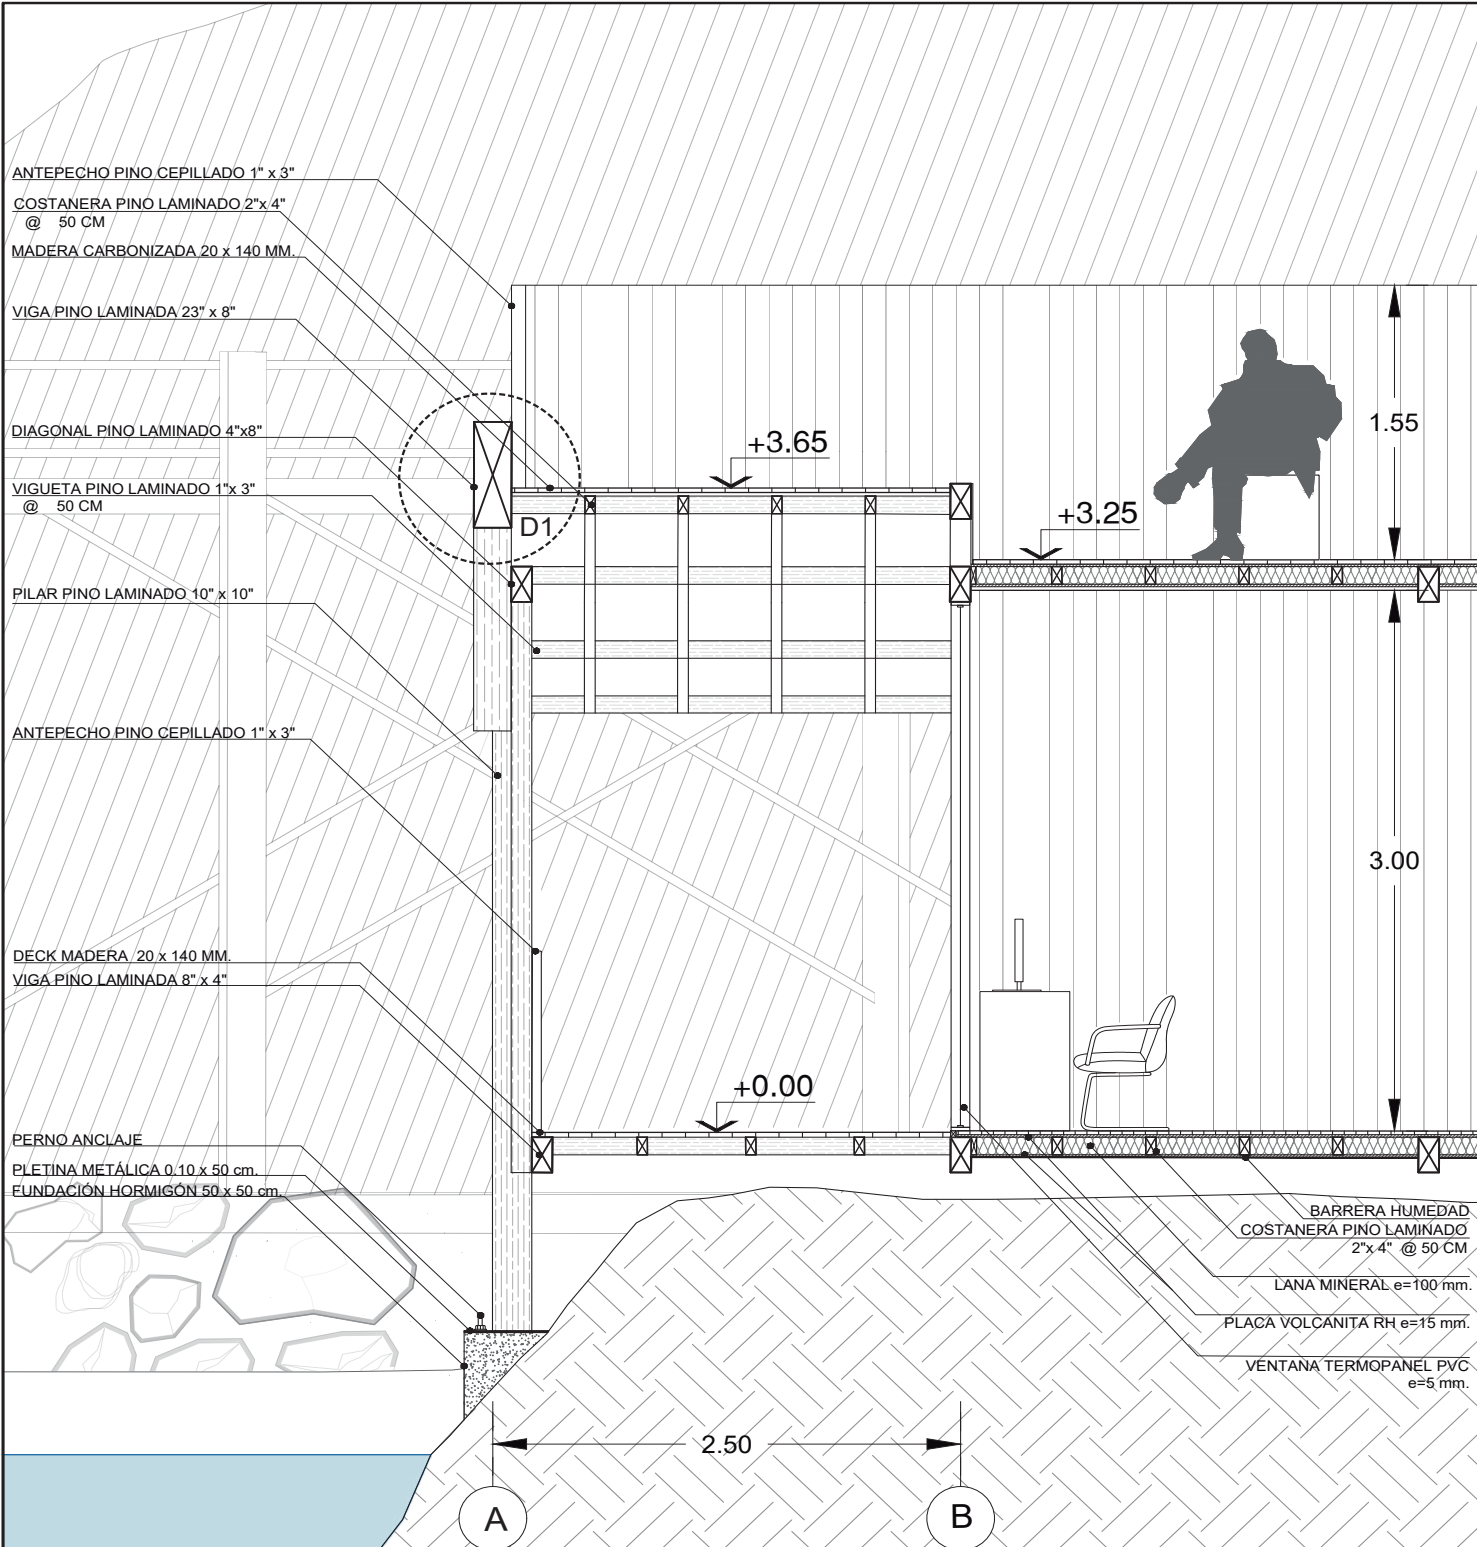 ANTEPECHO PINO CEPILLADO 1" x 3"
COSTANERA PINO LAMINADO 2"x 4"
@ 50 CM
MADERA CARBONIZADA 20 x 140 MM.
VIGA PINO LAMINADA 23" x 8"
DIAGONAL PINO LAMINADO 4"x8"
VIGUETA PINO LAMINADO 1"x 3"
@ 50 CM
PILAR PINO LAMINADO 10" x 10"
ANTEPECHO PINO CEPILLADO 1" x 3"
DECK MADERA 20 x 140 MM.
VIGA PINO LAMINADA 8" x 4"
PERNO ANCLAJE
PLETINA METÁLICA 0.10 x 50 cm.
FUNDACIÓN HORMIGÓN 50 x 50 cm.
D1
+3.65
+3.25
1.55
3.00
+0.00
BARRERA HUMEDAD
COSTANERA PINO LAMINADO
2"x 4" @ 50 CM
LANA MINERAL e=100 mm.
PLACA VOLCANITA RH e=15 mm.
VENTANA TERMOPANEL PVC
e=5 mm.
2.50
A
B